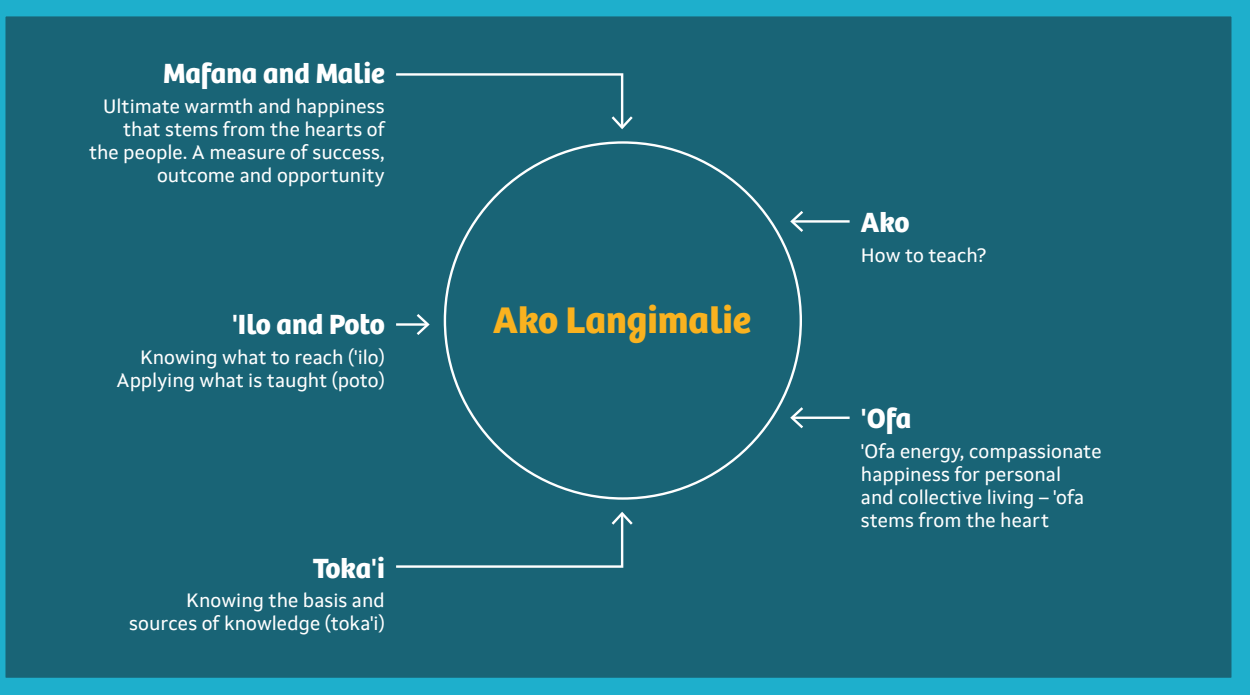 Mafana and Malie
Ultimate warmth and happiness
that stems from the hearts of
the people. A measure of success,
outcome and opportunity
Ako
How to teach?
'Ilo and Poto
Knowing what to reach ('ilo)
Applying what is taught (poto)
Ako Langimalie
'Ofa
'Ofa energy, compassionate
happiness for personal
and collective living – 'ofa
stems from the heart
Toka'i
Knowing the basis and
sources of knowledge (toka'i)